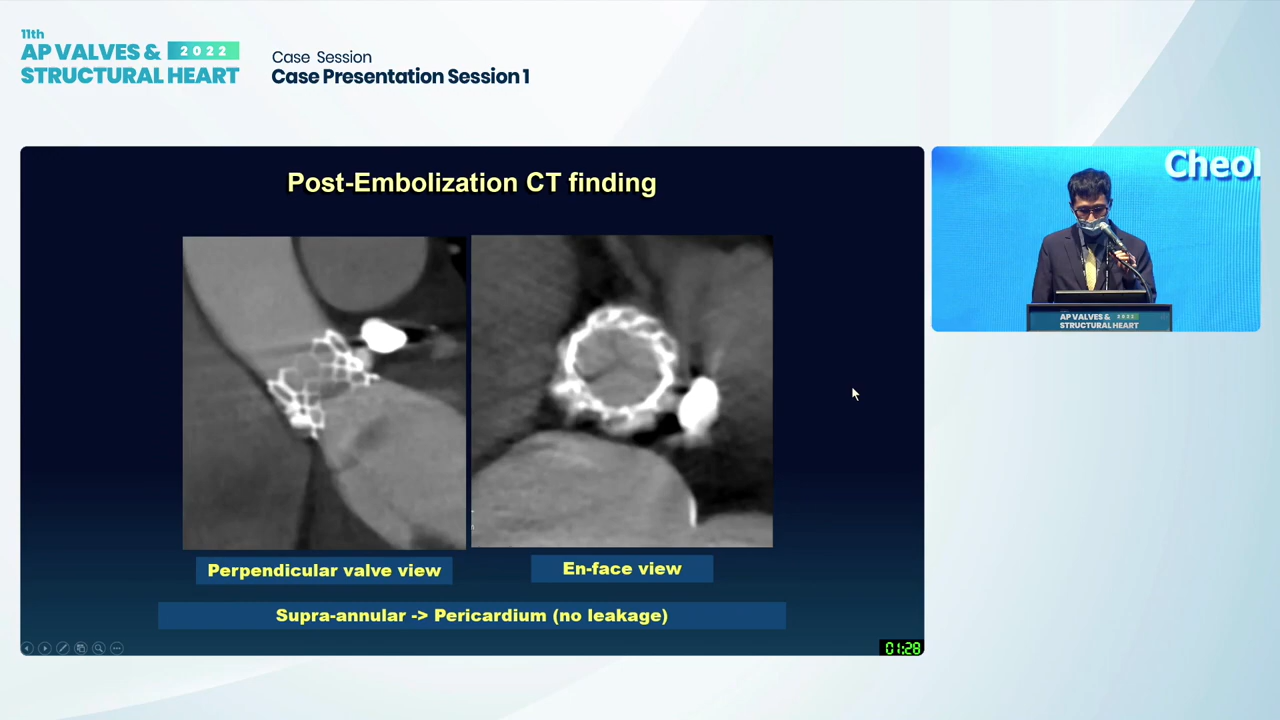 11th
AP VALVES & 2022
STRUCTURAL HEART
Case Session
Case Presentation Session 1
Post-Embolization CT finding
Cheol
Perpendicular valve view
En-face view
Supra-annular -> Pericardium (no leakage)
01:28
AP VALVES & 2022
STRUCTURAL HEART